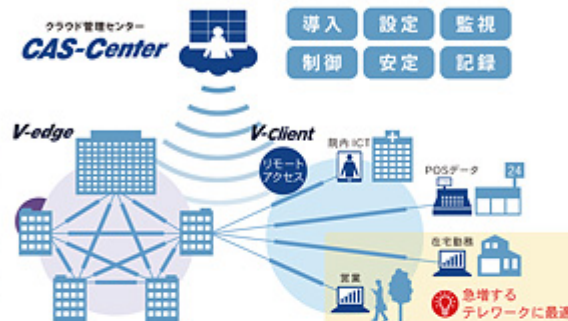 クラウド管理センター
CAS-Center
導入 設定 監視
制御 安定 記録
V-edge
V-Client
リモート
アクセス
院内ICT
POSデータ
24
在宅勤務
営業
急増する
テレワークに最適